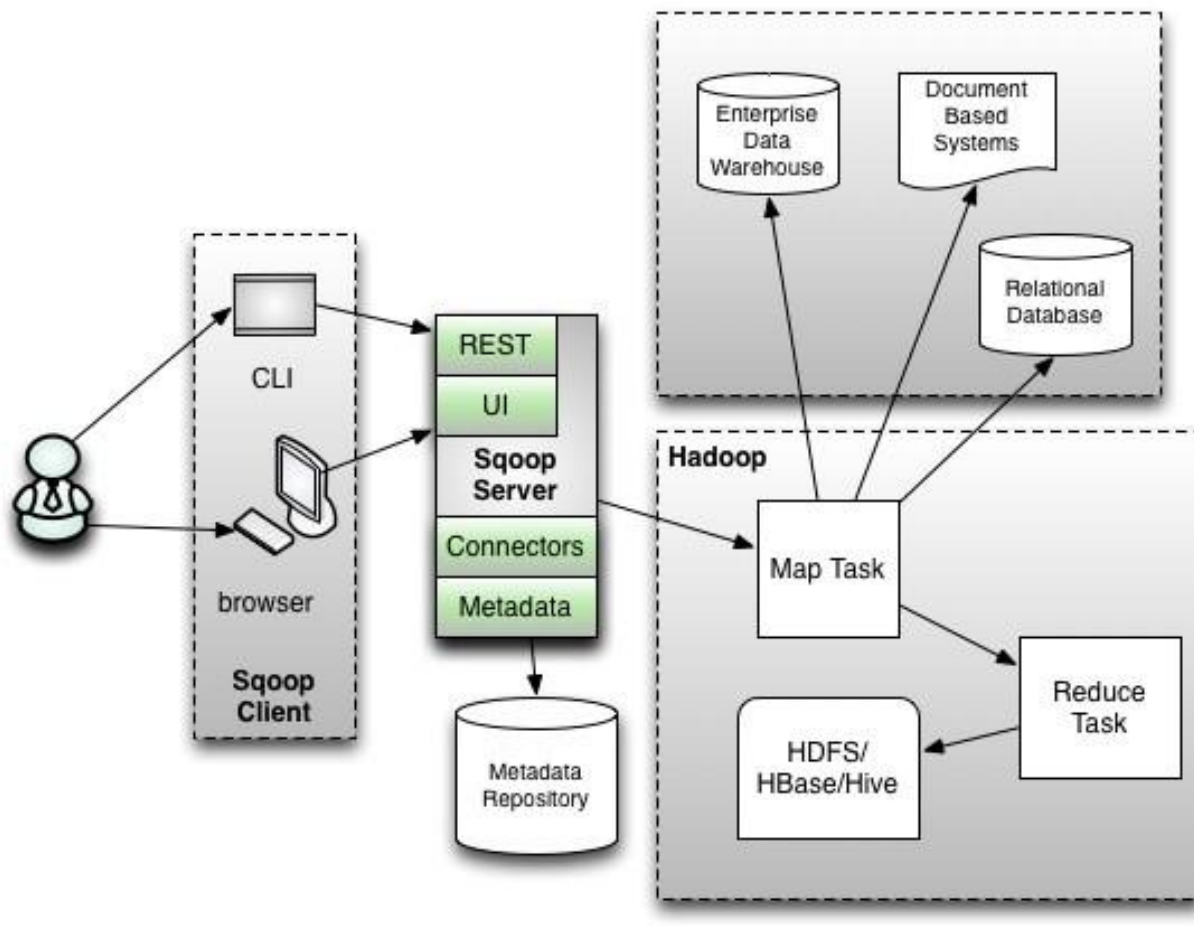 Enterprise
Data
Warehouse
Document
Based
Systems
Relational
Database
CLI
browser
Sqoop
Client
REST
UI
Sqoop
Server
Connectors
Metadata
Metadata
Repository
Hadoop
Map Task
Reduce
Task
HDFS/
HBase/Hive